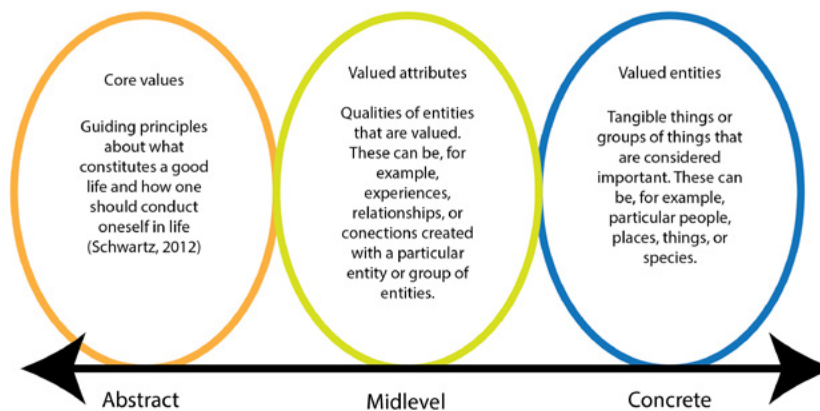 Core values
Guiding principles
about what
constitutes a good
life and how one
should conduct
oneself in life
(Schwartz, 2012)
Valued attributes
Qualities of entities
that are valued.
These can be, for
example,
experiences,
relationships, or
conections created
with a particular
entity or group of
entities.
Valued entities
Tangible things or
groups of things that
are considered
important. These can
be, for example,
particular people,
places, things, or
species.
Abstract
Midlevel
Concrete